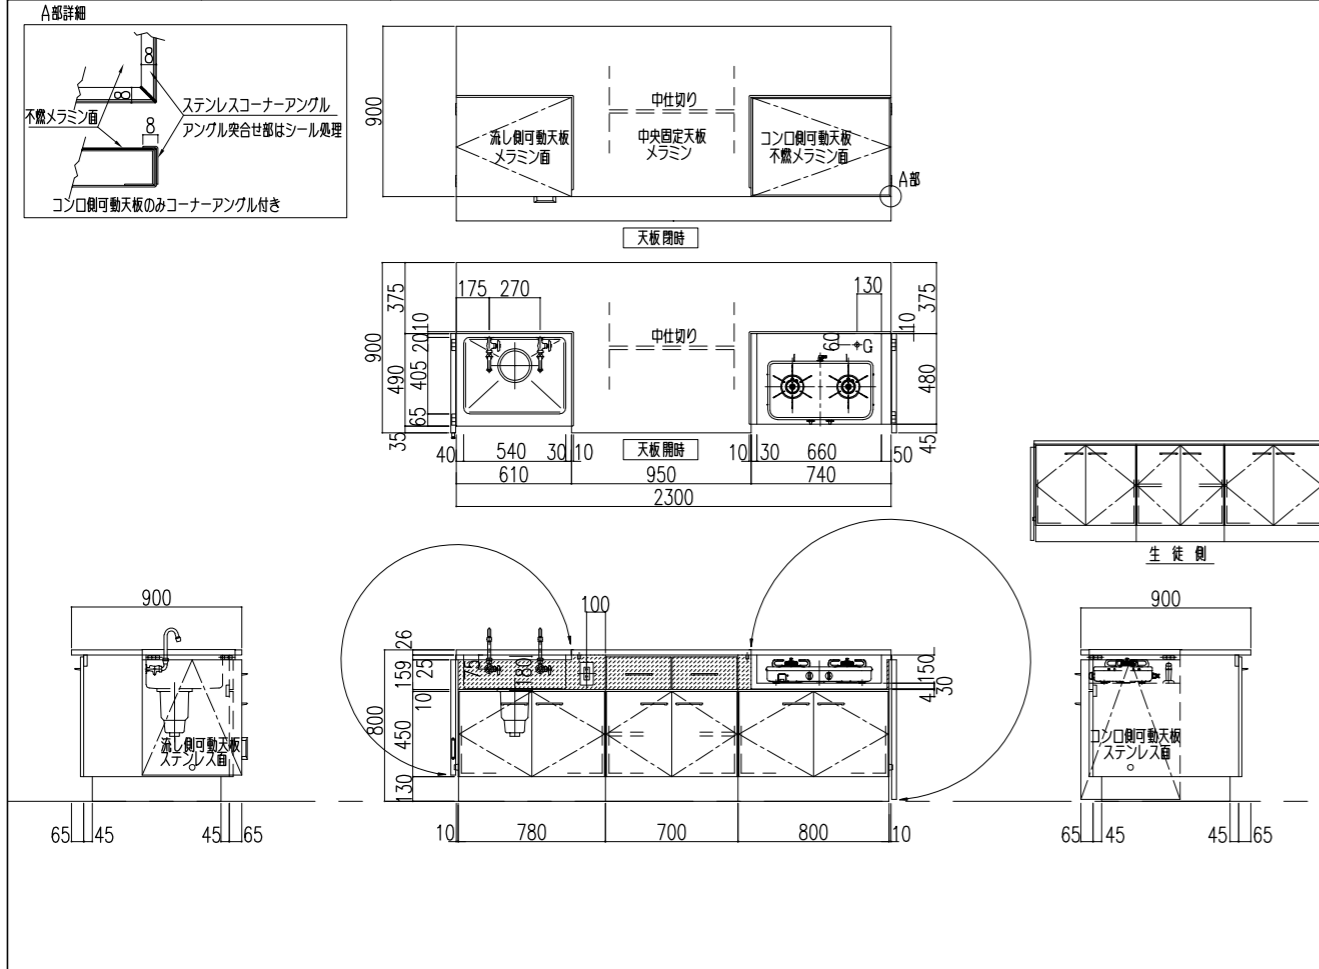 A部詳細
8
8
ステンレスコーナーアングル
不燃メラミン面
8
アングル突合せ部はシール処理
コンロ側可動天板のみコーナーアングル付き
900
中仕切り
流し側可動天板
メラミン面
中央固定天板
メラミン
コンロ側可動天板
不燃メラミン面
A部
天板閉時
900
375
490
35
10
20
405
65
175
270
中仕切り
130
60
G
375
10
480
45
40
540
30
10
天板開時
10
30
660
50
610
950
740
2300
生徒側
900
流し側可動天板
ステンレス面
65
45
45
65
100
26
159
25
75
180
10
800
450
130
150
4
30
10
780
700
800
10
900
コンロ側可動天板
ステンレス面
65
45
45
65